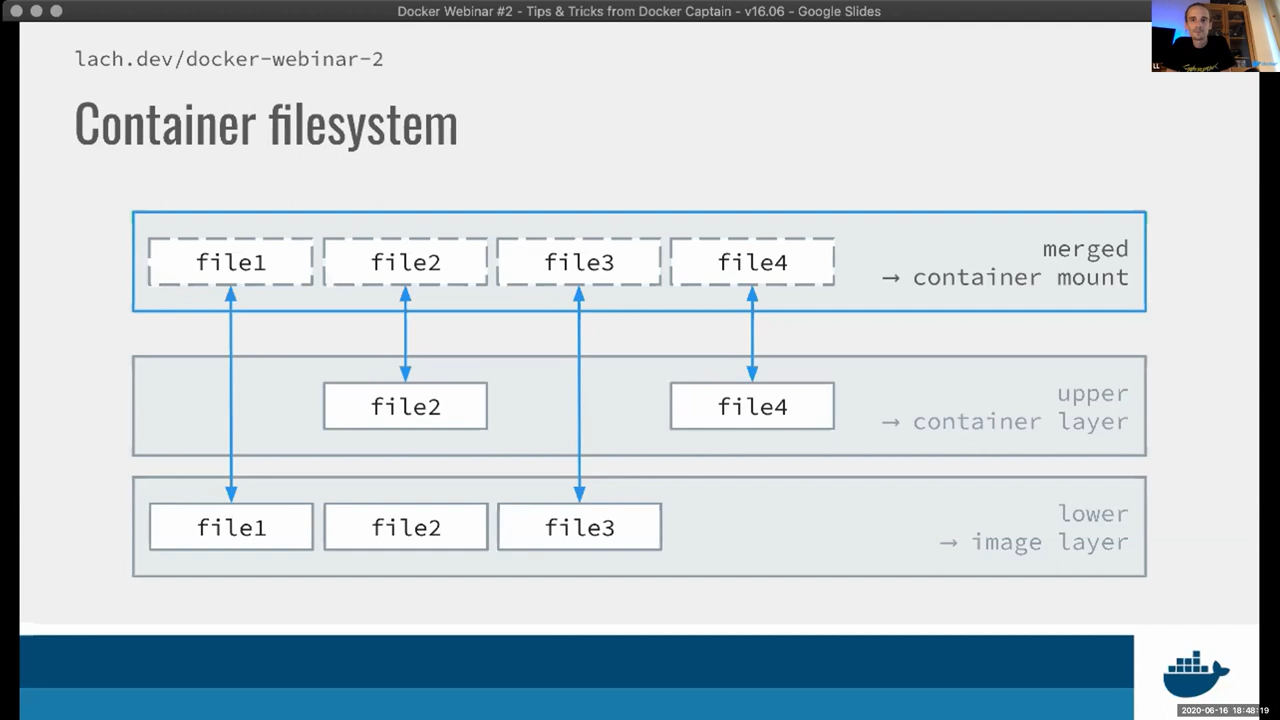 Docker Webinar #2 - Tips & Tricks from Docker Captain - v16.06 - Google Slides
lach.dev/docker-webinar-2
Container filesystem
file1 file2 file3 file4
merged
→ container mount
file2 file4
upper
→ container layer
file1 file2 file3
lower
→ image layer
LL
docker
2020-06-16 18:48:19